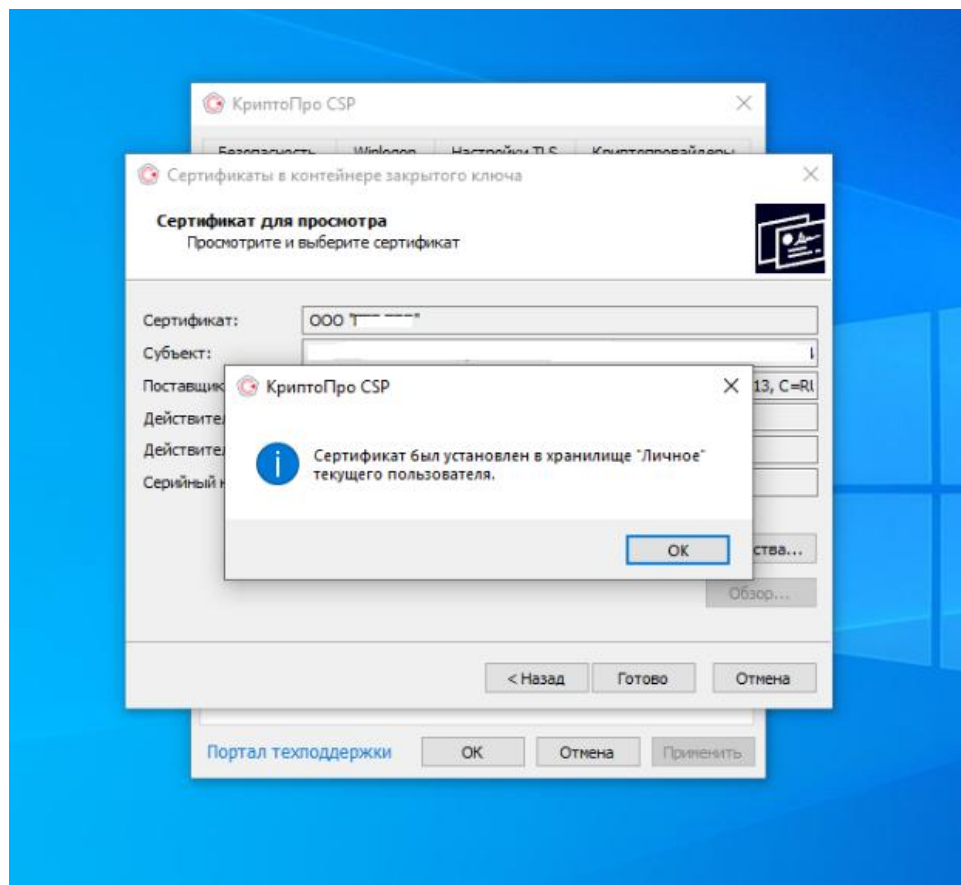 КриптоПро CSP
Безопасность Winlogon Настройки TLS Криптопровайдеры
Сертификаты в контейнере закрытого ключа
Сертификат для просмотра
Просмотрите и выберите сертификат
Сертификат: ООО "
Субъект:
Поставщик 13, C=RU
Действител
Действител
Серийный н
КриптоПро CSP
Сертификат был установлен в хранилище "Личное"
текущего пользователя.
ОК
ства...
Обзор...
< Назад Готово Отмена
Портал техподдержки ОК Отмена Применить